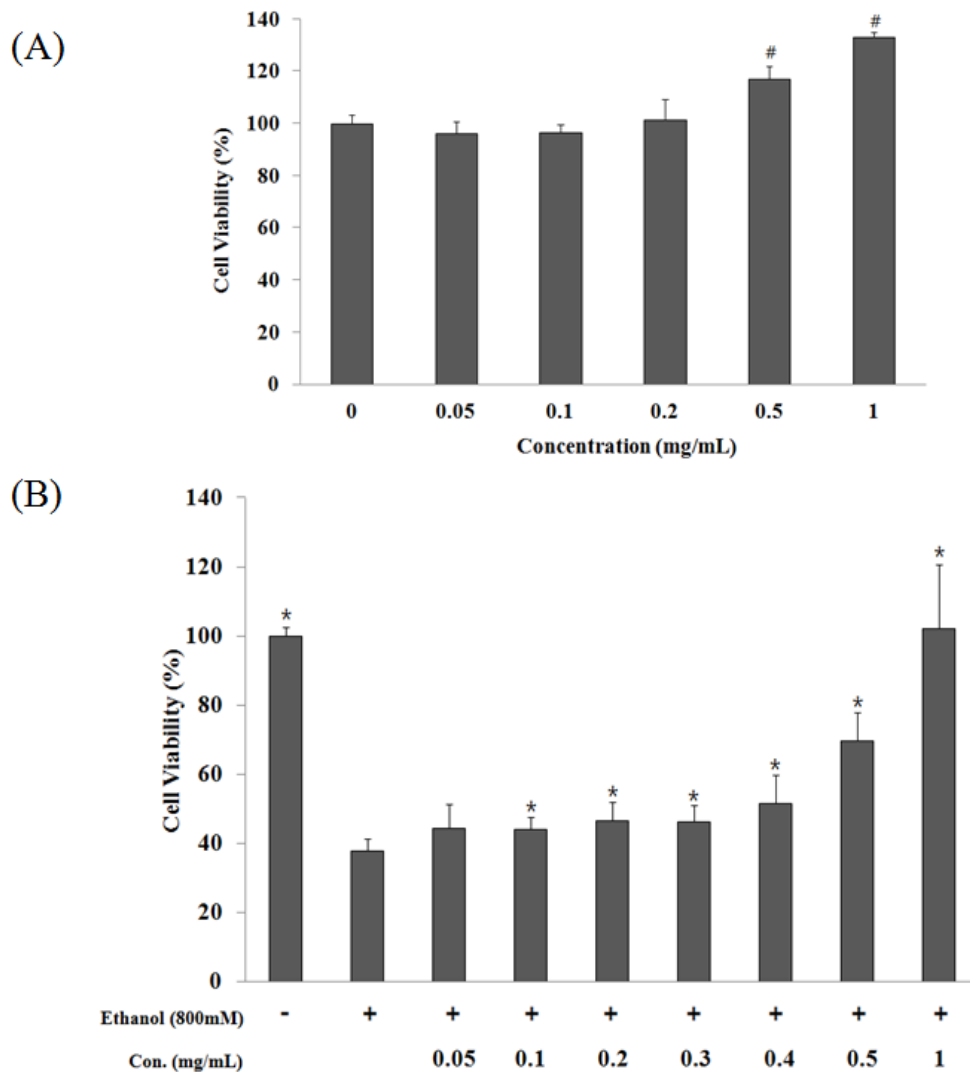 (A)
140
120
100
80
60
40
20
0
Cell Viability (%)
#
#
0 0.05 0.1 0.2 0.5 1
Concentration (mg/mL)
(B)
140
120
100
80
60
40
20
0
Cell Viability (%)
* * * * * * *
Ethanol (800mM) - + + + + + + + +
Con. (mg/mL) 0.05 0.1 0.2 0.3 0.4 0.5 1